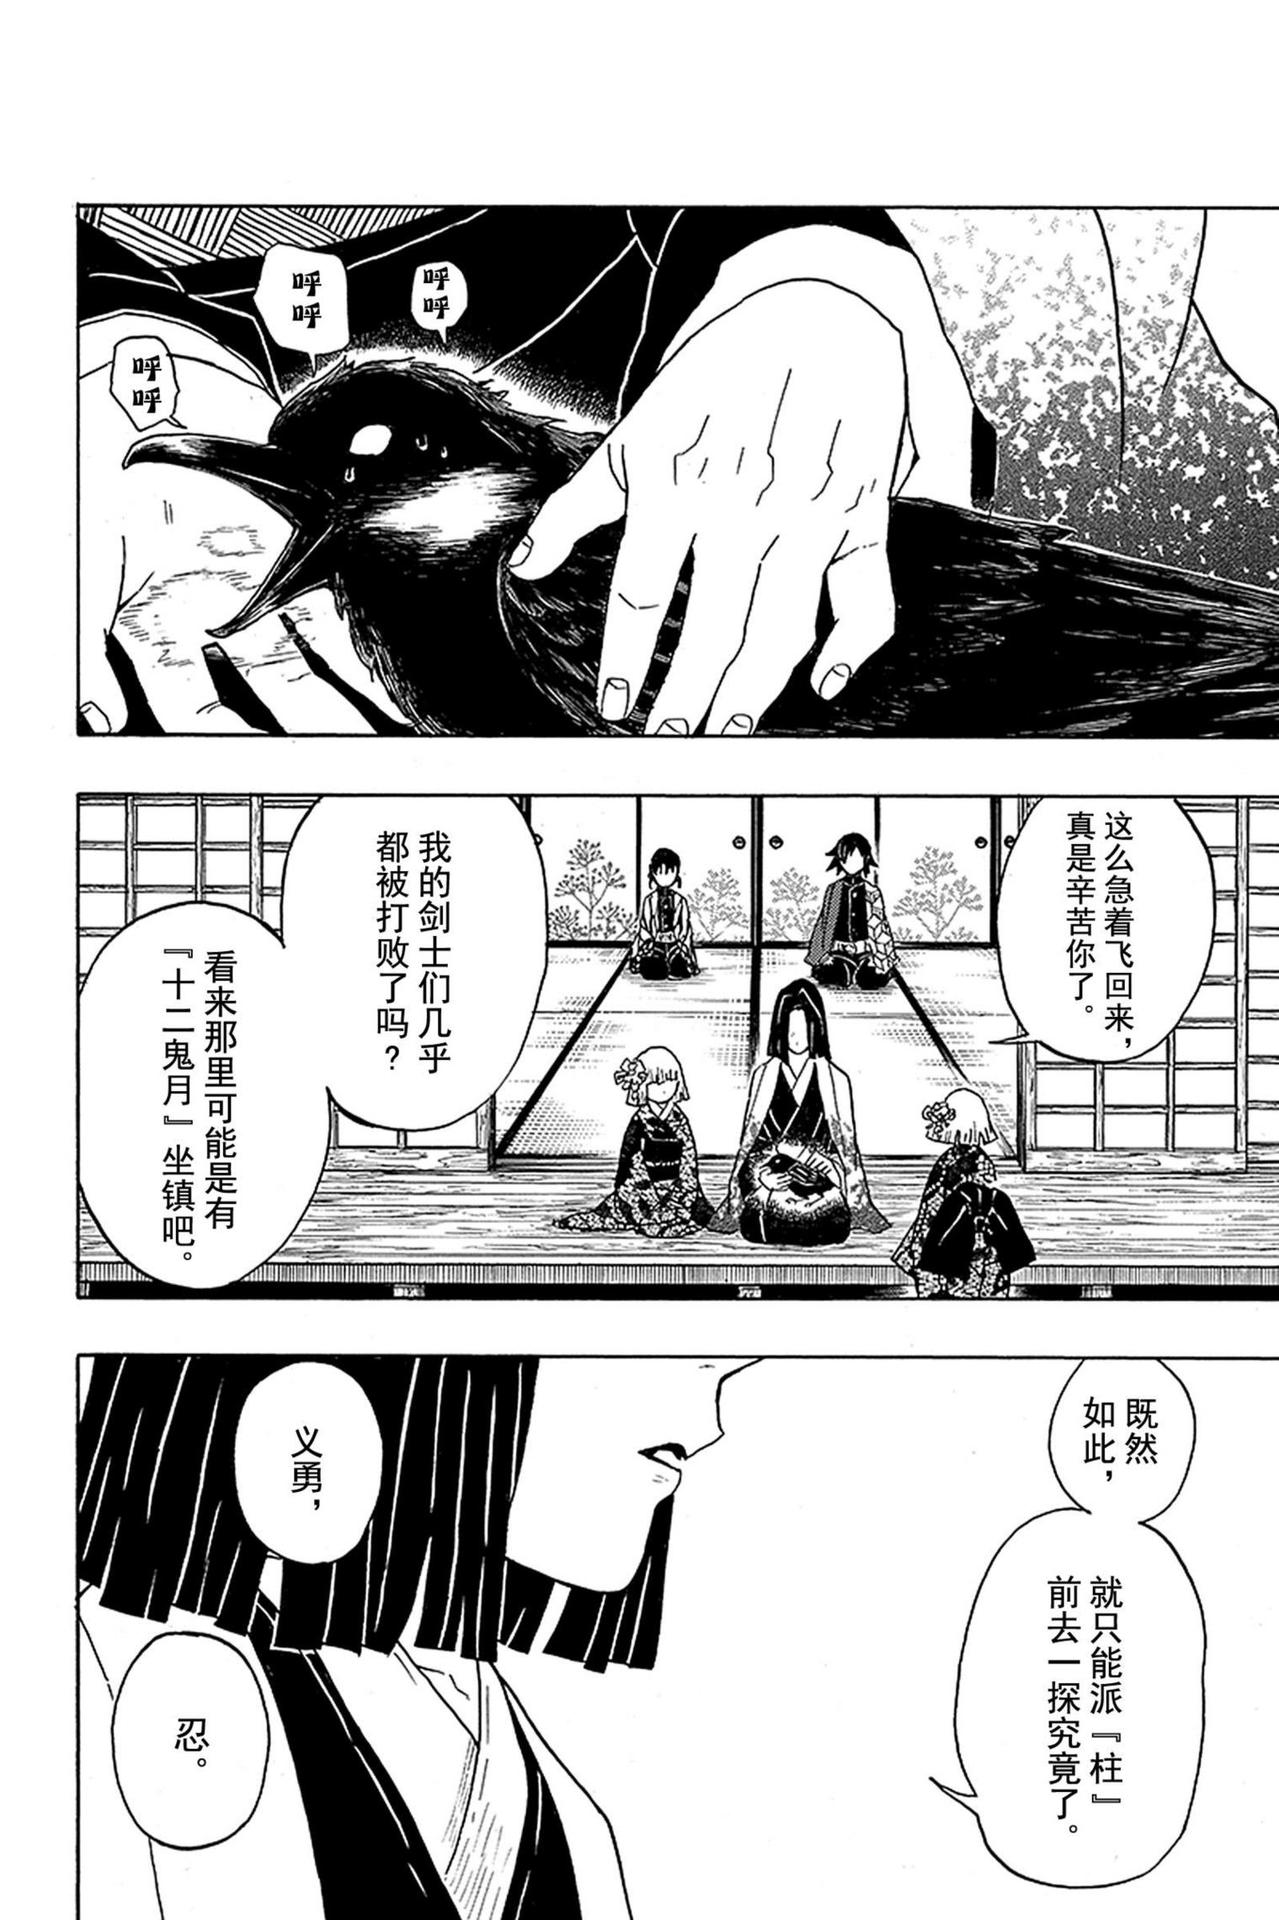 呼呼
呼呼
呼呼
这么急着飞回来，
真是辛苦你了。
我的剑士们几乎
都被打败了吗？
看来那里可能是有
『十二鬼月』坐镇吧。
既然
如此，
就只能派『柱』
前去一探究竟了。
义勇，
忍。